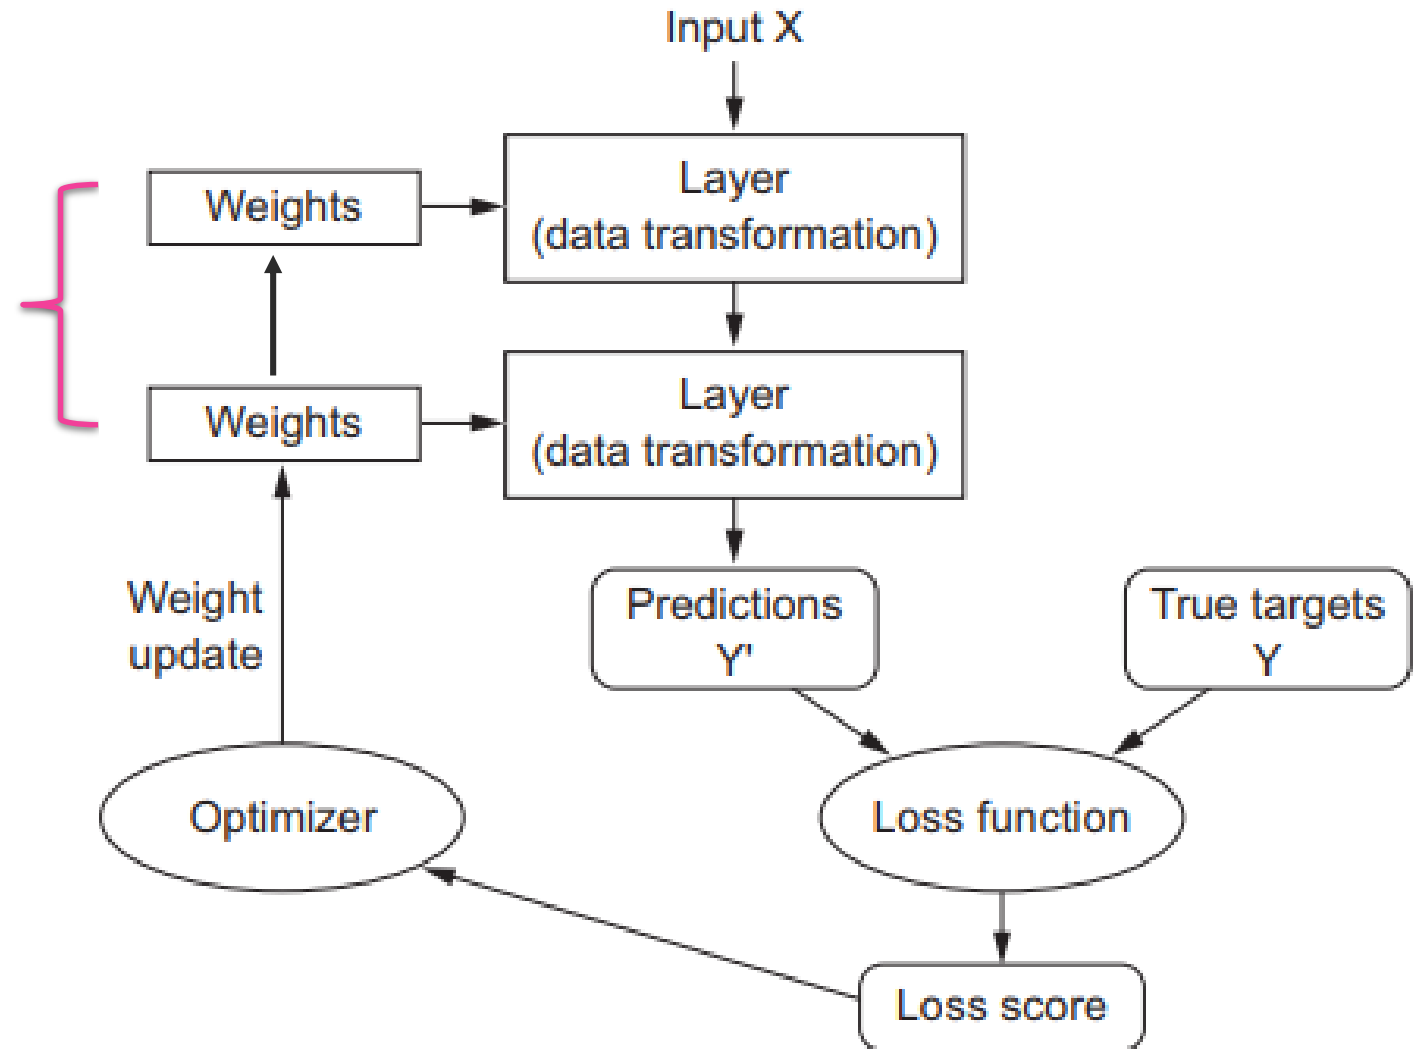 Input X
Weights
Layer
(data transformation)
Weights
Layer
(data transformation)
Weight
update
Predictions
Y'
True targets
Y
Optimizer
Loss function
Loss score